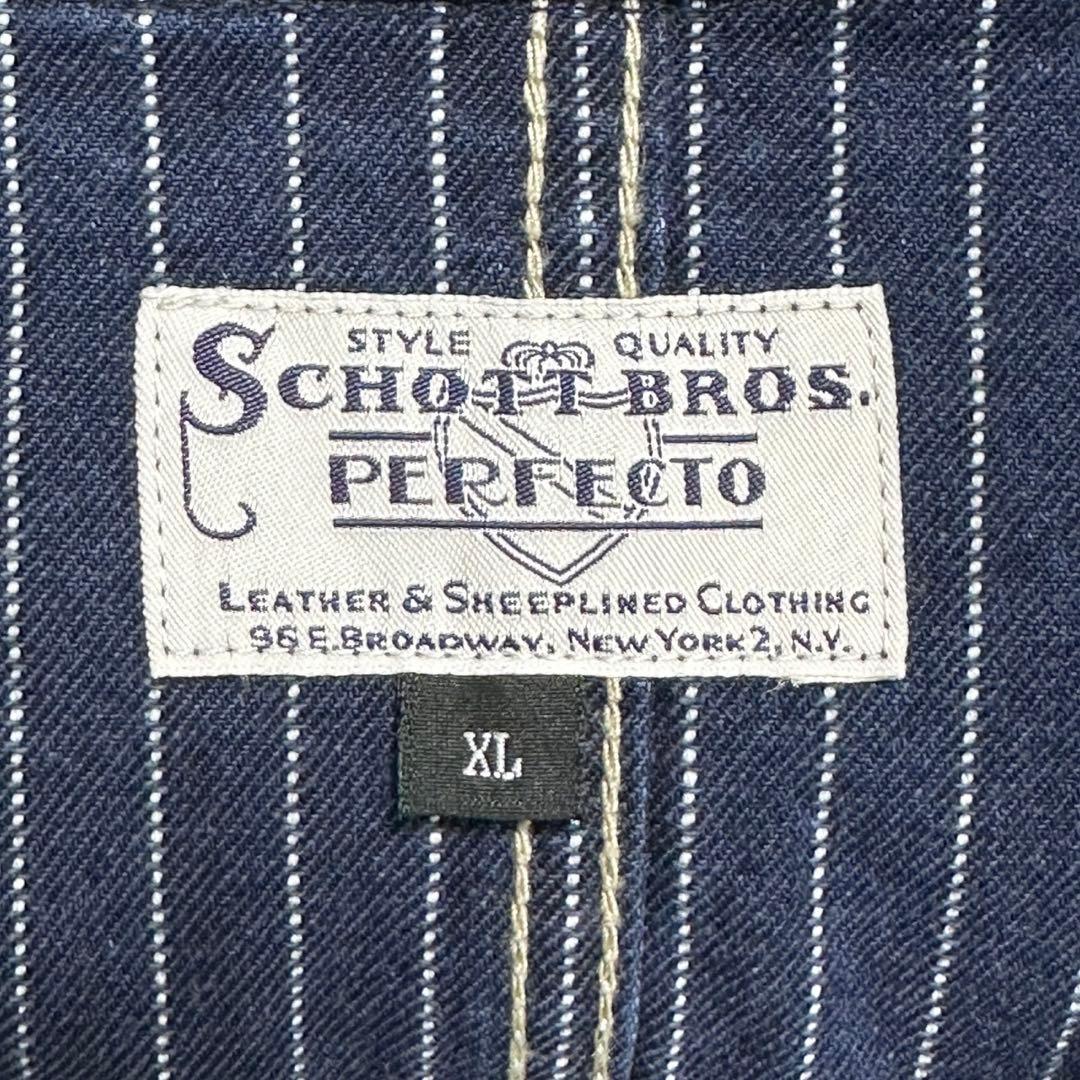 STYLE QUALITY
SCHOTT BROS.
PERFECTO
LEATHER & SHEEPLINED CLOTHING
96 E. BROADWAY, NEW YORK 2, N.Y.
XL